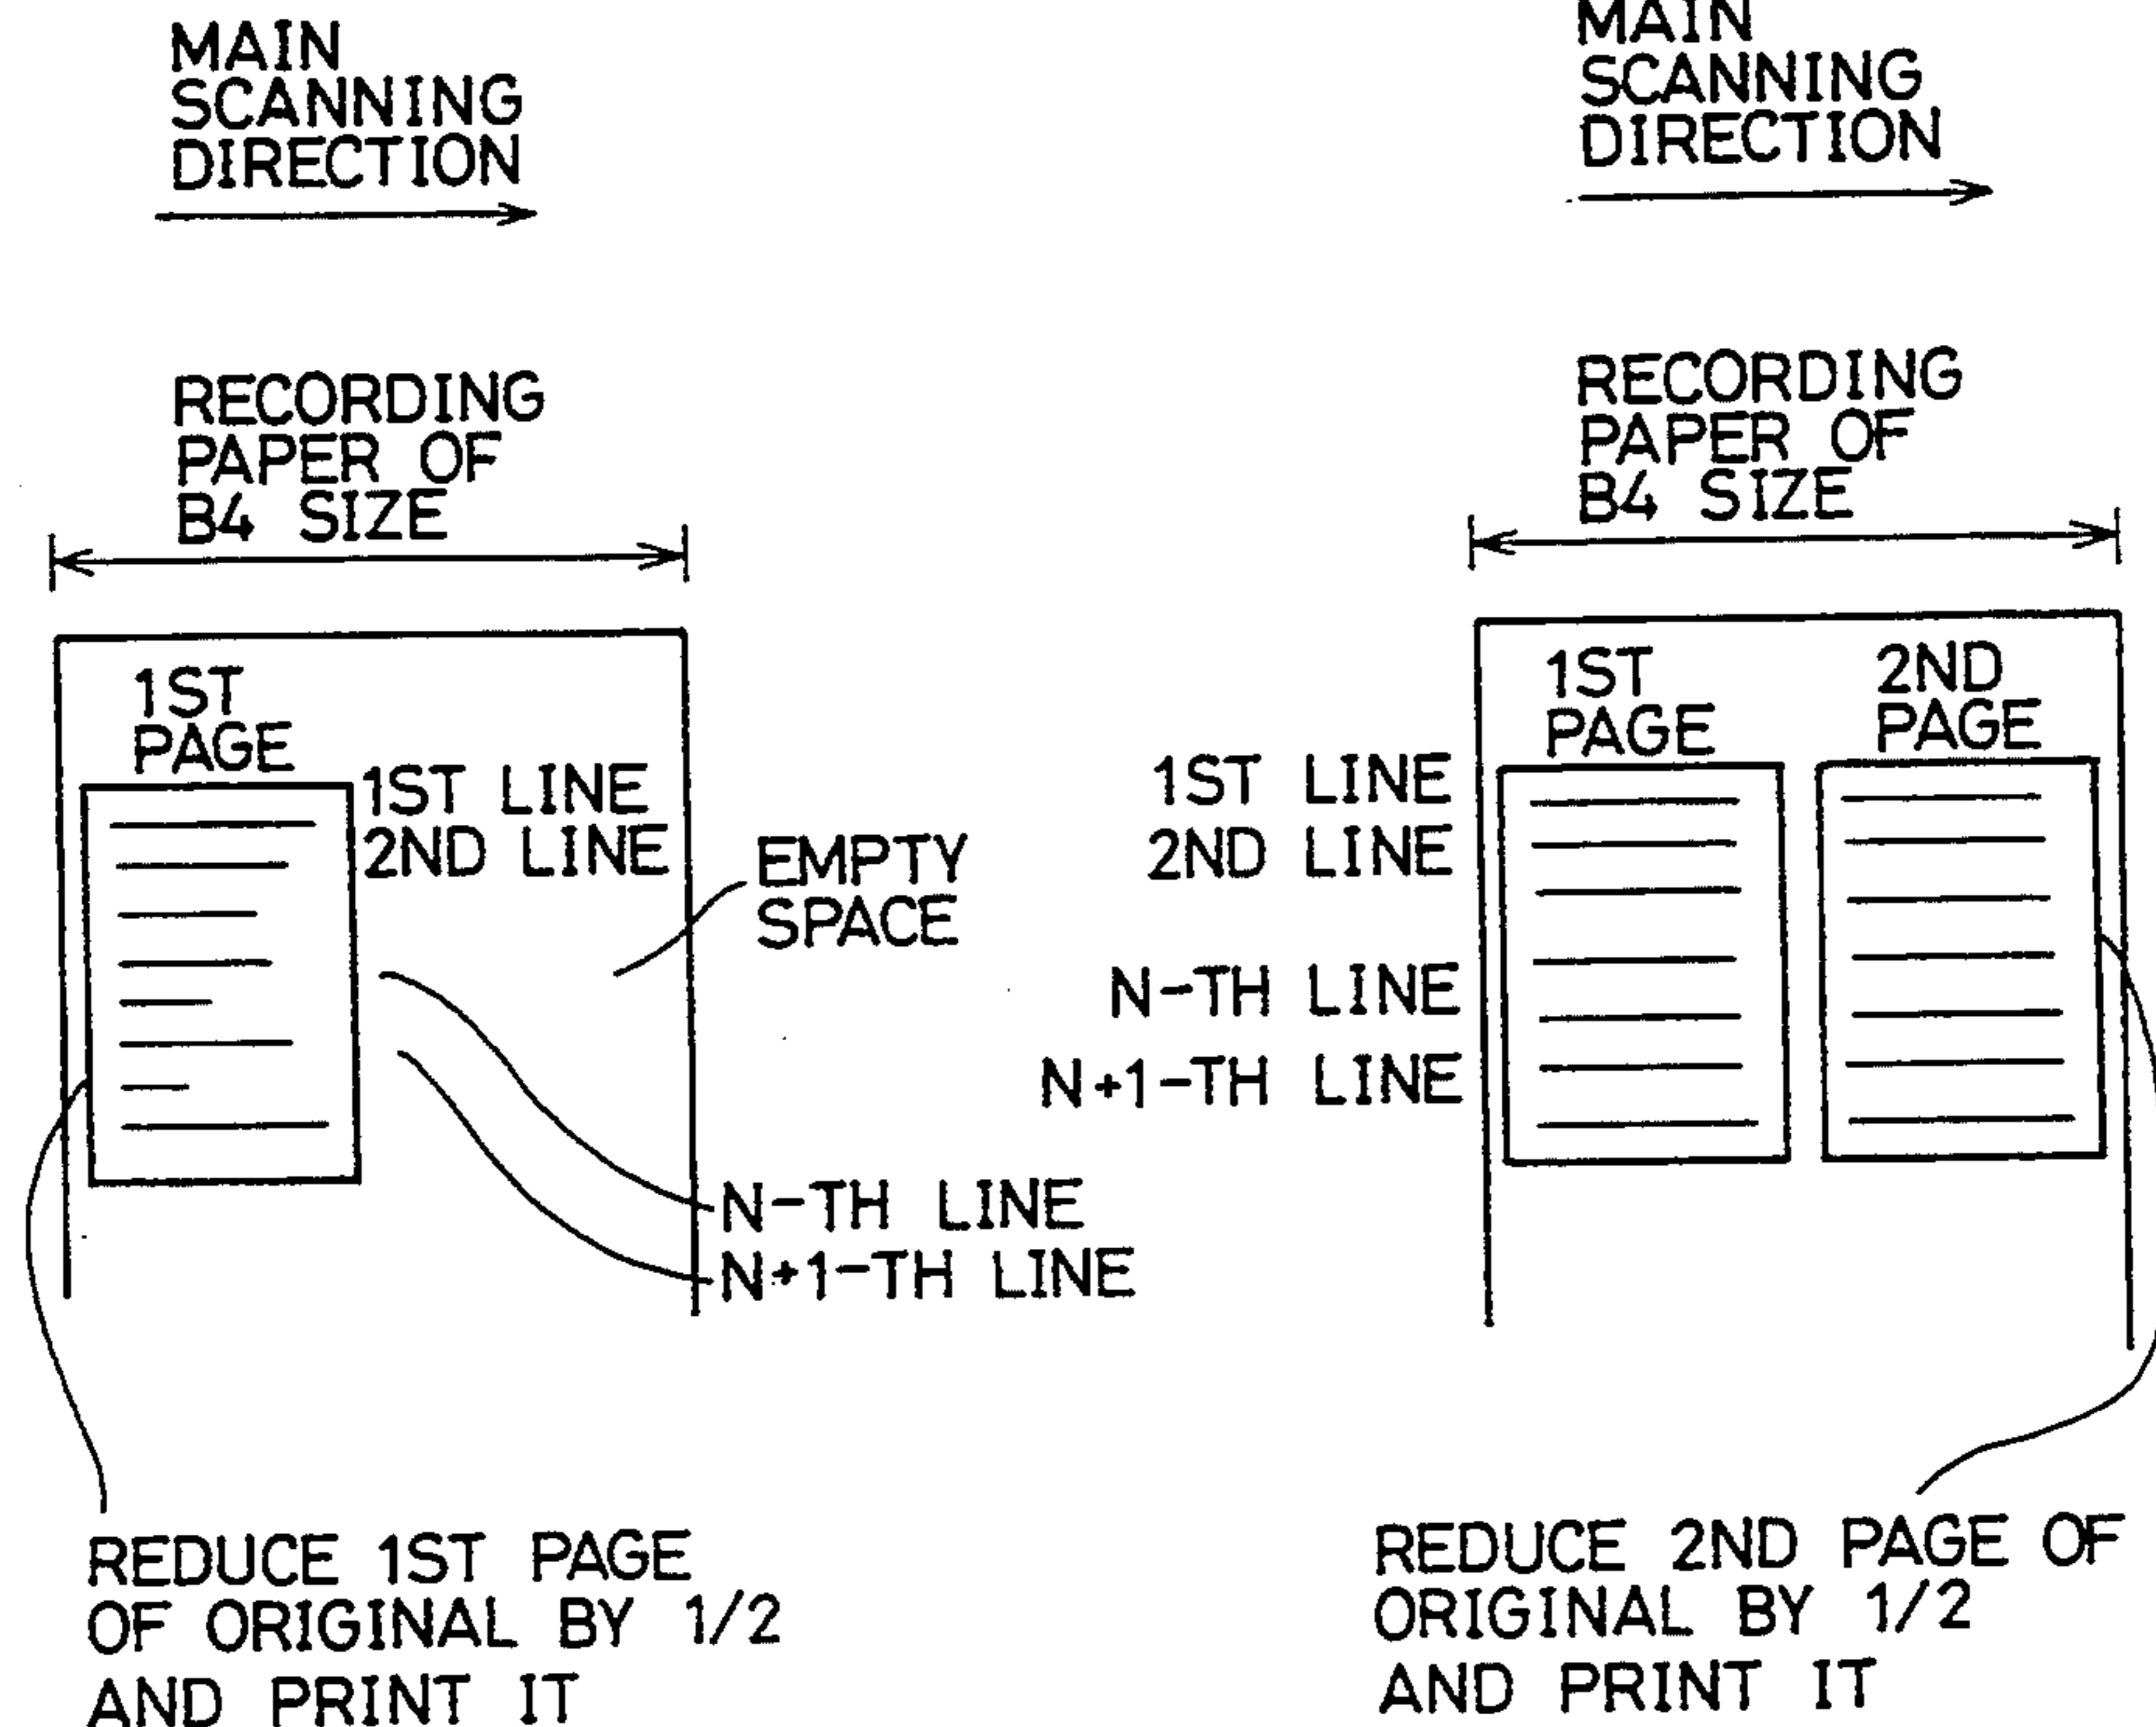 MAIN
SCANNING
DIRECTION
RECORDING
PAPER OF
B4 SIZE
1ST
PAGE
1ST LINE
2ND LINE
EMPTY
SPACE
N-TH LINE
N+1-TH LINE
REDUCE 1ST PAGE
OF ORIGINAL BY 1/2
AND PRINT IT
MAIN
SCANNING
DIRECTION
RECORDING
PAPER OF
B4 SIZE
1ST
PAGE
2ND
PAGE
1ST LINE
2ND LINE
N-TH LINE
N+1-TH LINE
REDUCE 2ND PAGE OF
ORIGINAL BY 1/2
AND PRINT IT